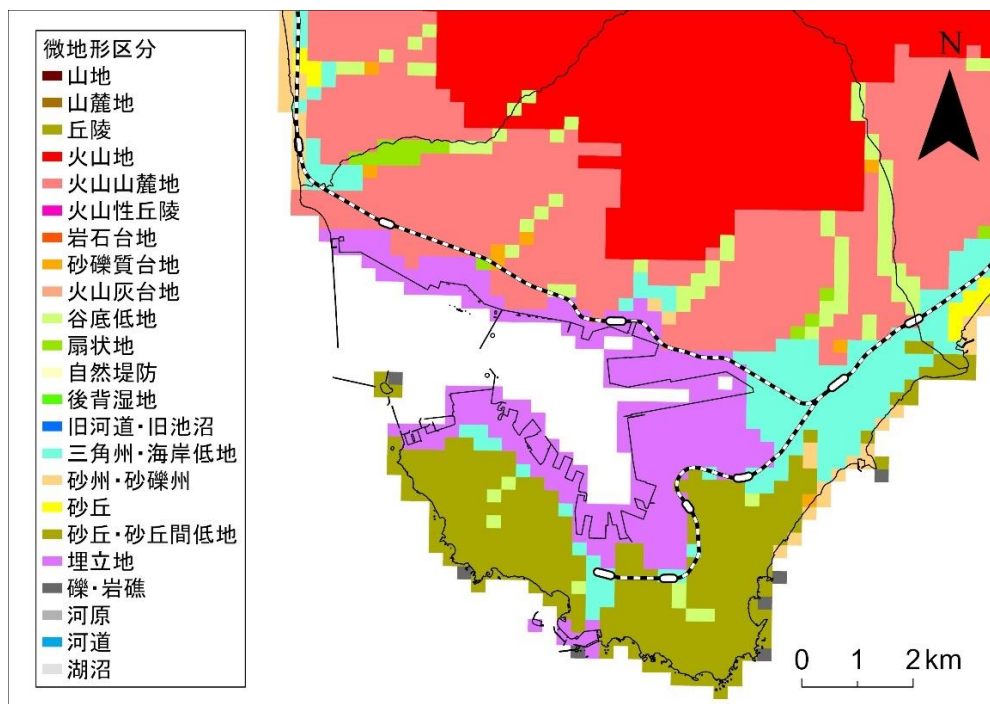 微地形区分
山地
山麓地
丘陵
火山地
火山山麓地
火山性丘陵
岩石台地
砂礫質台地
火山灰台地
谷底低地
扇状地
自然堤防
後背湿地
旧河道・旧池沼
三角州・海岸低地
砂州・砂礫州
砂丘
砂丘・砂丘間低地
埋立地
礫・岩礁
河原
河道
湖沼
N
0 1 2 km